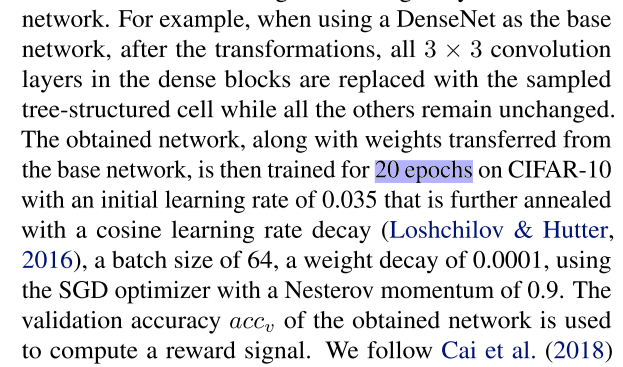 network. For example, when using a DenseNet as the base
network, after the transformations, all 3 × 3 convolution
layers in the dense blocks are replaced with the sampled
tree-structured cell while all the others remain unchanged.
The obtained network, along with weights transferred from
the base network, is then trained for 20 epochs on CIFAR-10
with an initial learning rate of 0.035 that is further annealed
with a cosine learning rate decay (Loshchilov & Hutter,
2016), a batch size of 64, a weight decay of 0.0001, using
the SGD optimizer with a Nesterov momentum of 0.9. The
validation accuracy accᵥ of the obtained network is used
to compute a reward signal. We follow Cai et al. (2018)